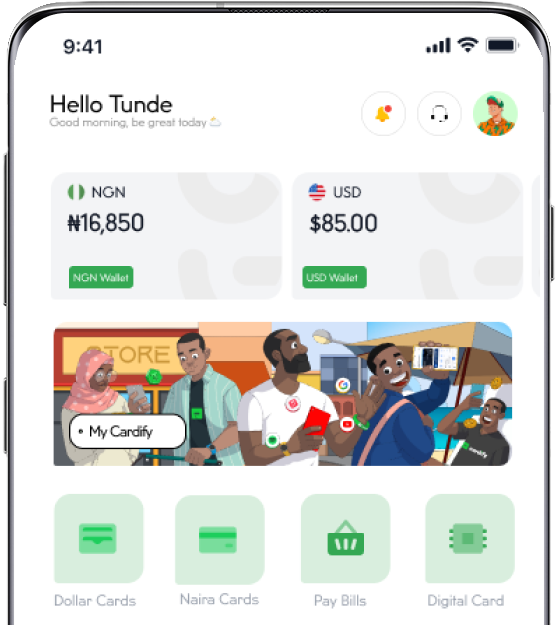 9:41
Hello Tunde
Good morning, be great today
NGN
₦16,850
NGN Wallet
USD
$85.00
USD Wallet
STORE
My Cardify
cardify
Dollar Cards
Naira Cards
Pay Bills
Digital Card